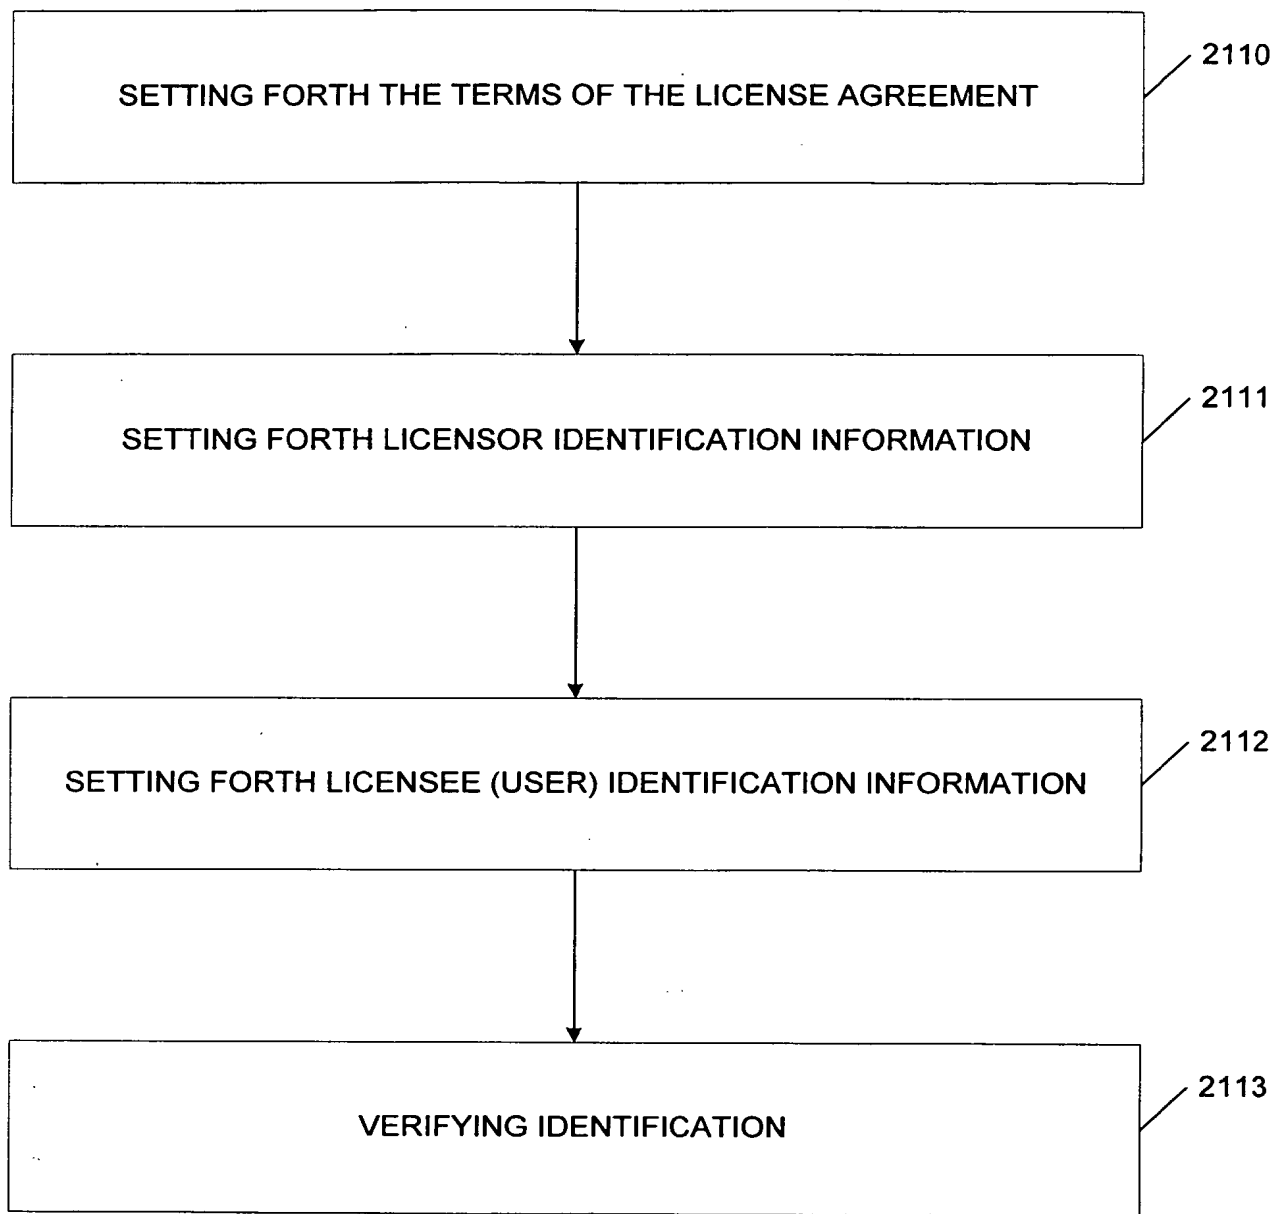 2110
SETTING FORTH THE TERMS OF THE LICENSE AGREEMENT
2111
SETTING FORTH LICENSOR IDENTIFICATION INFORMATION
2112
SETTING FORTH LICENSEE (USER) IDENTIFICATION INFORMATION
2113
VERIFYING IDENTIFICATION